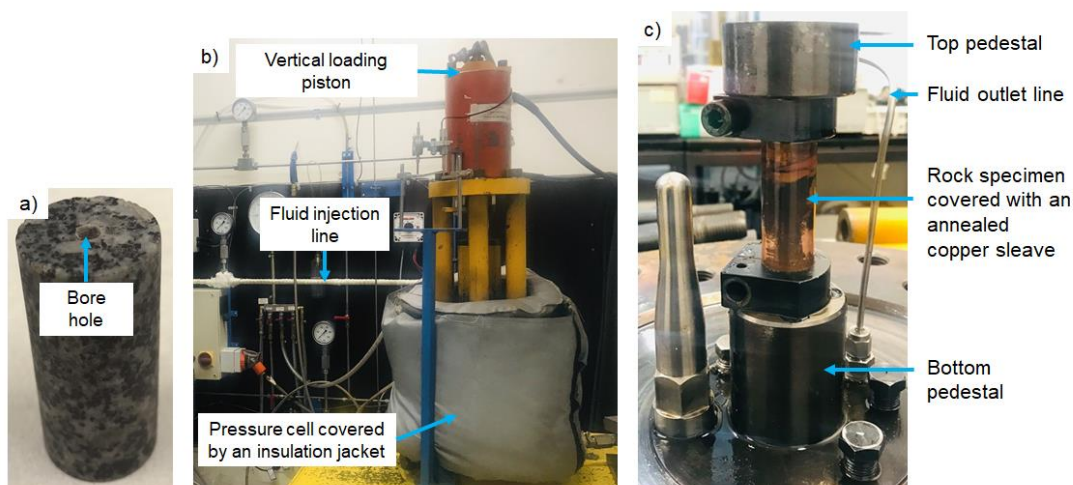 a)
Bore
hole
b)
Vertical loading
piston
Fluid injection
line
Pressure cell covered
by an insulation jacket
c)
Top pedestal
Fluid outlet line
Rock specimen
covered with an
annealed
copper sleeve
Bottom
pedestal